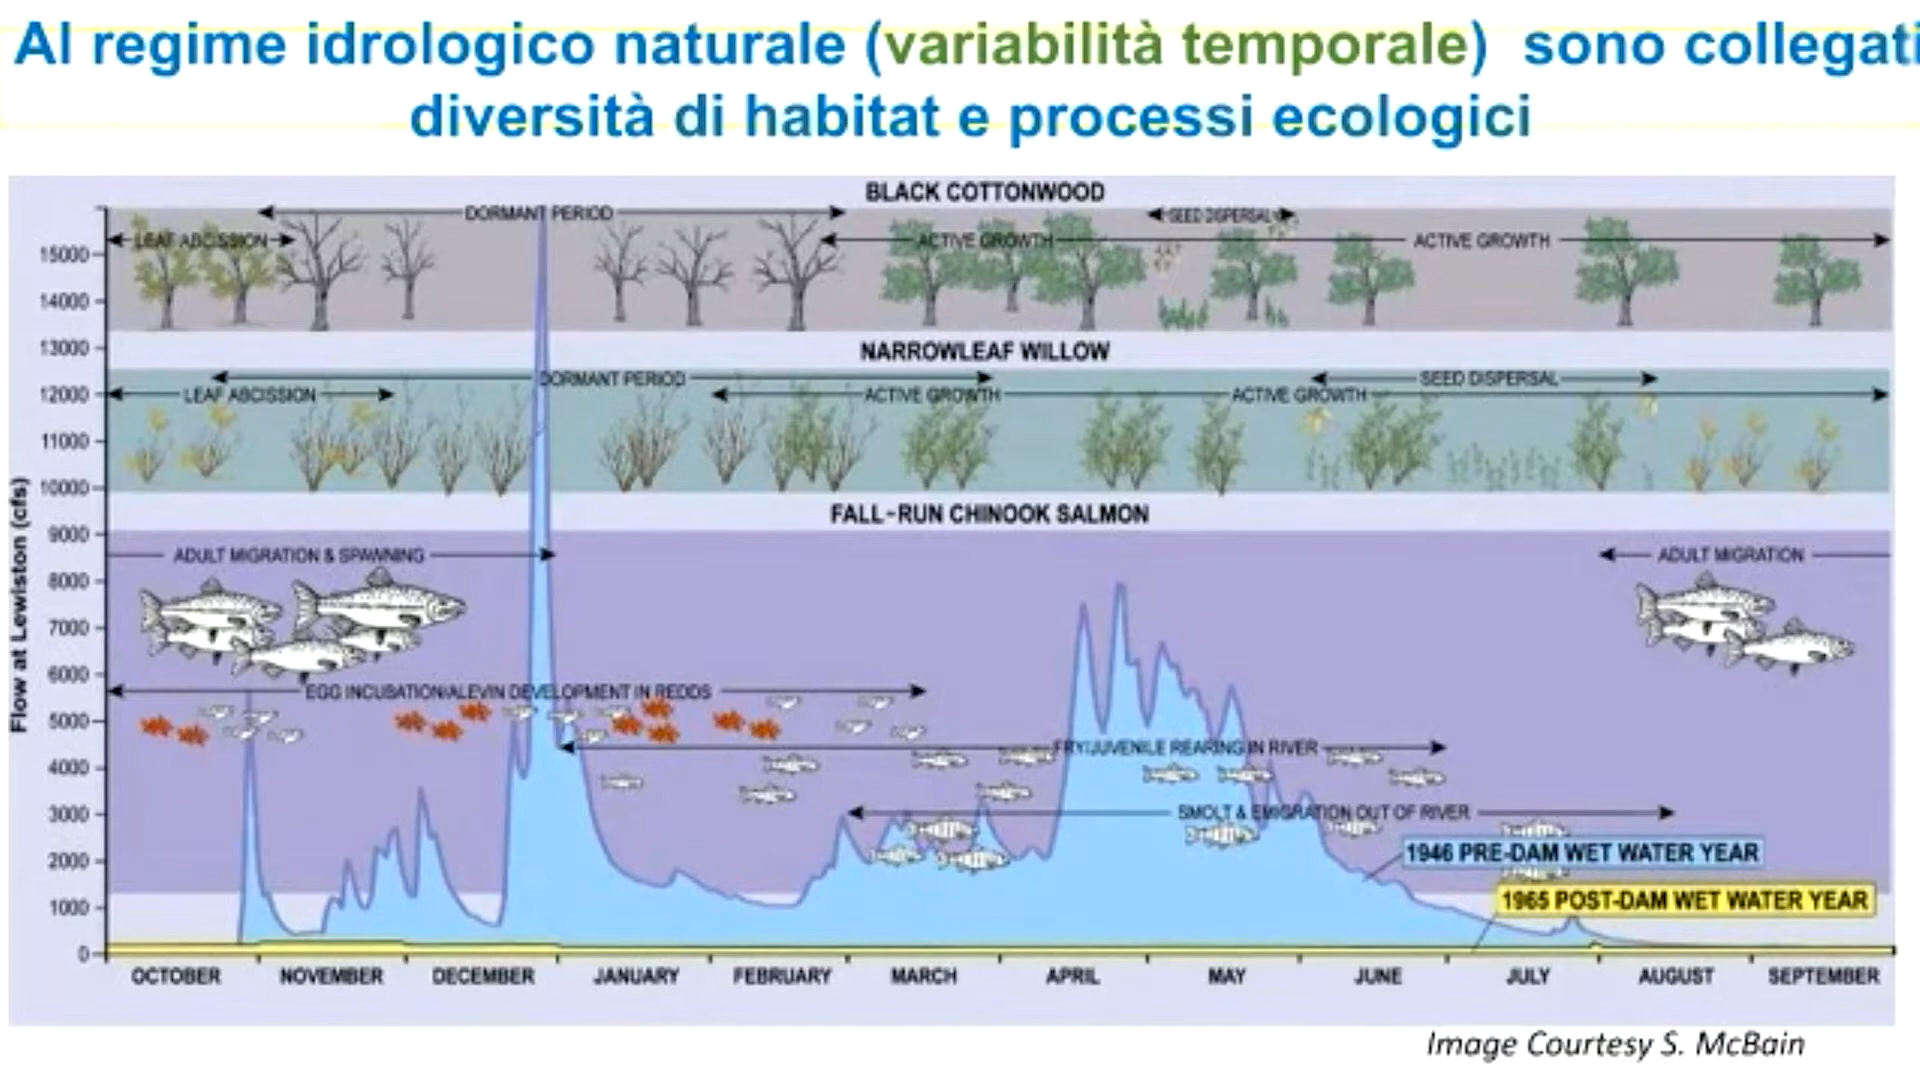 Al regime idrologico naturale (variabilità temporale) sono collegati
diversità di habitat e processi ecologici
BLACK COTTONWOOD
DORMANT PERIOD
SEED DISPERSAL
LEAF ABCISSION
ACTIVE GROWTH
ACTIVE GROWTH
NARROWLEAF WILLOW
DORMANT PERIOD
SEED DISPERSAL
LEAF ABCISSION
ACTIVE GROWTH
ACTIVE GROWTH
FALL-RUN CHINOOK SALMON
ADULT MIGRATION & SPAWNING
ADULT MIGRATION
EGG INCUBATION/ALEVIN DEVELOPMENT IN REDDS
FRY/JUVENILE REARING IN RIVER
SMOLT & EMIGRATION OUT OF RIVER
1946 PRE-DAM WET WATER YEAR
1965 POST-DAM WET WATER YEAR
Flow at Lewiston (cfs)
15000
14000
13000
12000
11000
10000
9000
8000
7000
6000
5000
4000
3000
2000
1000
0
OCTOBER NOVEMBER DECEMBER JANUARY FEBRUARY MARCH APRIL MAY JUNE JULY AUGUST SEPTEMBER
Image Courtesy S. McBain